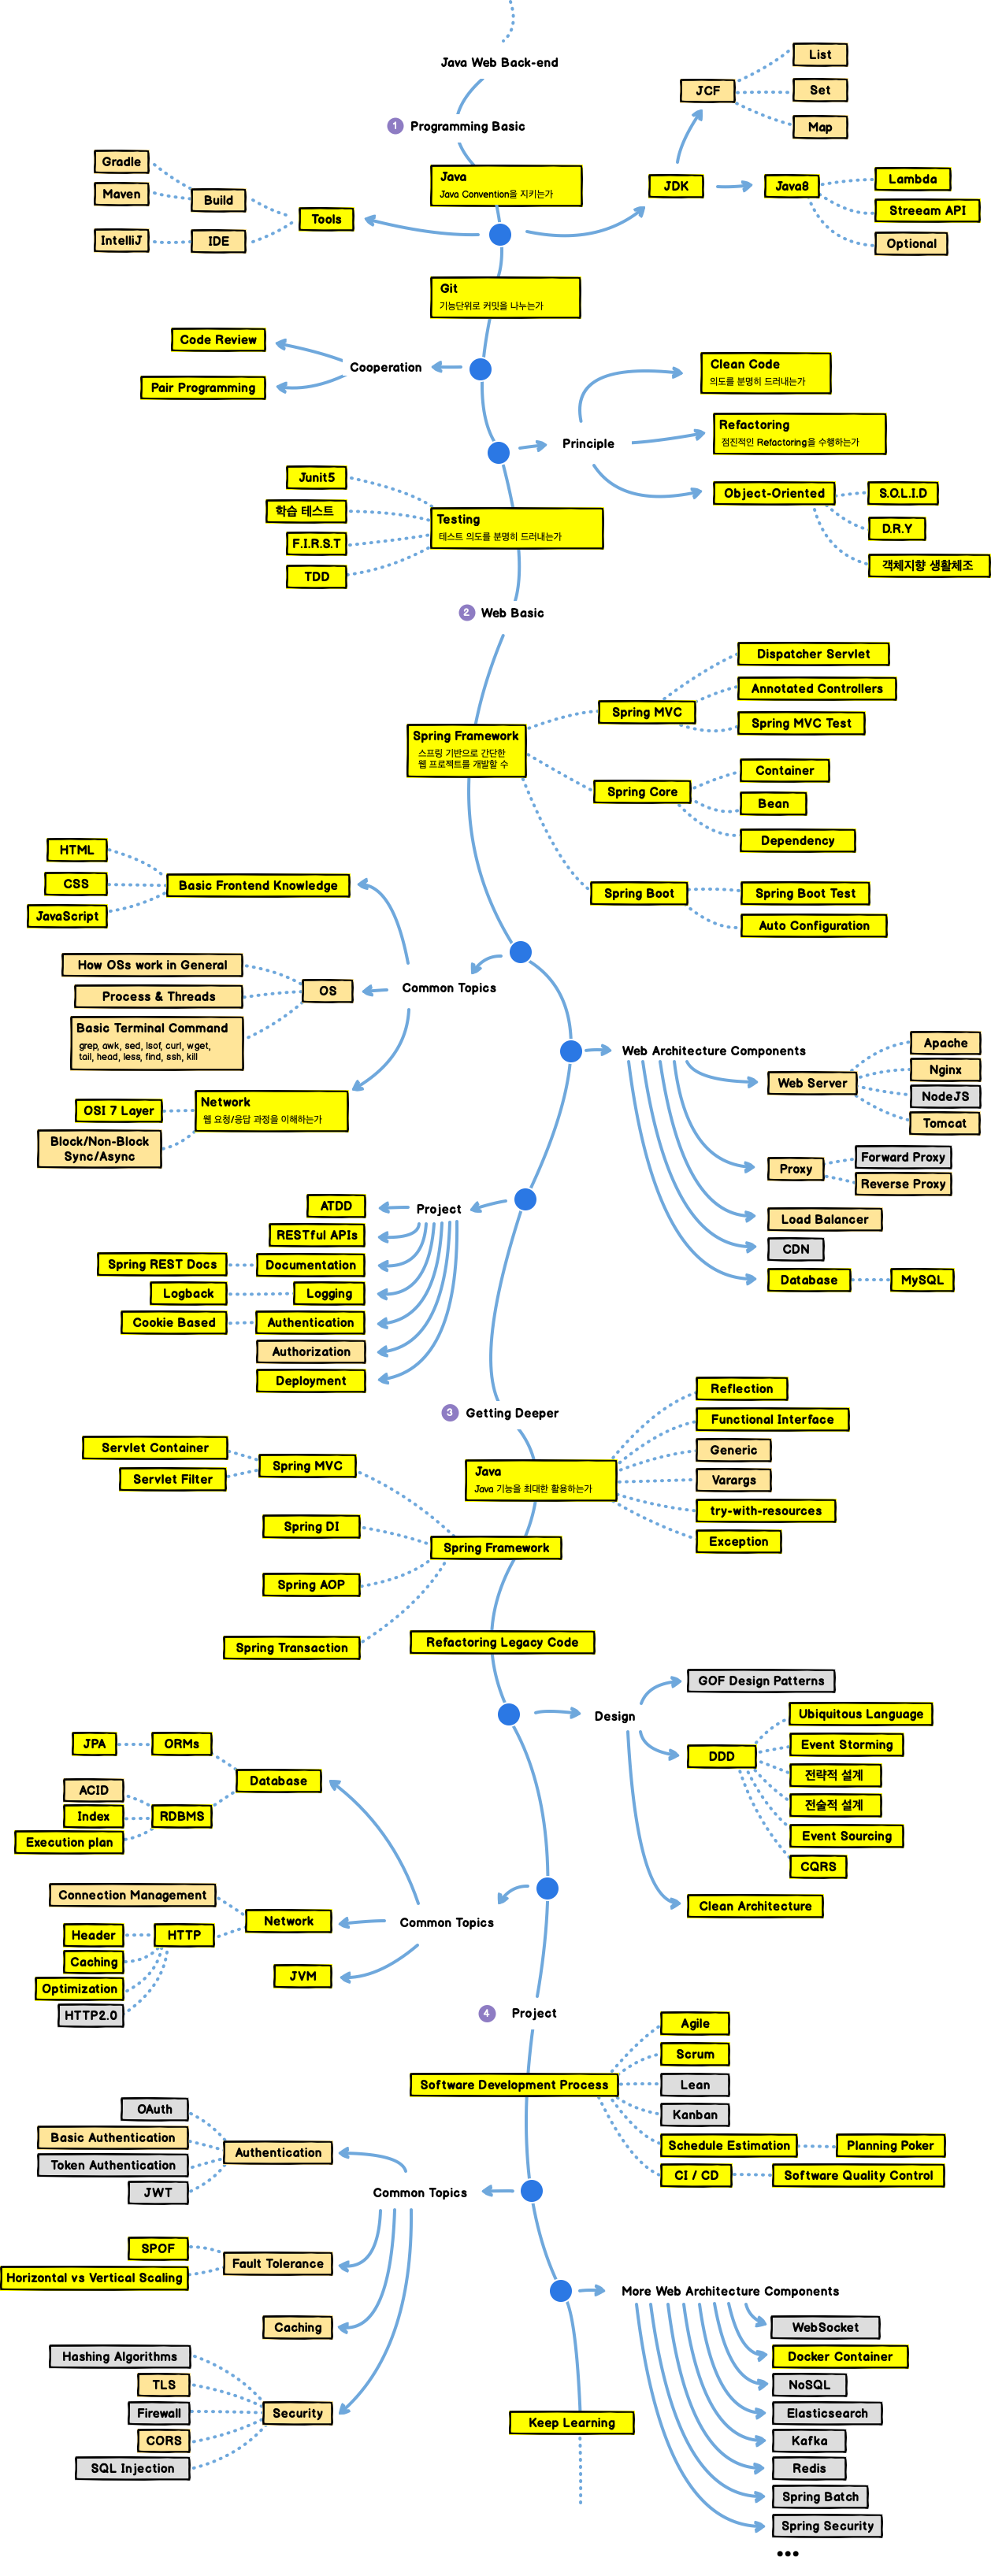 Java Web Back-end
1 Programming Basic
JCF
List
Set
Map
Java
Java Convention을 지키는가
JDK
Java8
Lambda
Streeam API
Optional
Gradle
Maven
Build
IntelliJ
IDE
Tools
Git
기능단위로 커밋을 나누는가
Code Review
Pair Programming
Cooperation
Principle
Clean Code
의도를 분명히 드러내는가
Refactoring
점진적인 Refactoring을 수행하는가
Object-Oriented
S.O.L.I.D
D.R.Y
객체지향 생활체조
Junit5
학습 테스트
F.I.R.S.T
TDD
Testing
테스트 의도를 분명히 드러내는가
2 Web Basic
Spring Framework
스프링 기반으로 간단한
웹 프로젝트를 개발할 수
Spring MVC
Dispatcher Servlet
Annotated Controllers
Spring MVC Test
Spring Core
Container
Bean
Dependency
Spring Boot
Spring Boot Test
Auto Configuration
HTML
CSS
JavaScript
Basic Frontend Knowledge
Common Topics
How OSs work in General
Process & Threads
Basic Terminal Command
grep, awk, sed, lsof, curl, wget,
tail, head, less, find, ssh, kill
OS
Network
웹 요청/응답 과정을 이해하는가
OSI 7 Layer
Block/Non-Block
Sync/Async
Web Architecture Components
Web Server
Apache
Nginx
NodeJS
Tomcat
Proxy
Forward Proxy
Reverse Proxy
Load Balancer
CDN
Database
MySQL
Project
ATDD
RESTful APIs
Spring REST Docs
Documentation
Logback
Logging
Cookie Based
Authentication
Authorization
Deployment
3 Getting Deeper
Java
Java 기능을 최대한 활용하는가
Reflection
Functional Interface
Generic
Varargs
try-with-resources
Exception
Servlet Container
Servlet Filter
Spring MVC
Spring DI
Spring AOP
Spring Transaction
Spring Framework
Refactoring Legacy Code
Design
GOF Design Patterns
DDD
Ubiquitous Language
Event Storming
전략적 설계
전술적 설계
Event Sourcing
CQRS
Clean Architecture
JPA
ORMs
Database
ACID
Index
Execution plan
RDBMS
Common Topics
Connection Management
Network
Header
HTTP
Caching
Optimization
HTTP2.0
JVM
4 Project
Software Development Process
Agile
Scrum
Lean
Kanban
Schedule Estimation
Planning Poker
CI / CD
Software Quality Control
OAuth
Basic Authentication
Token Authentication
JWT
Authentication
Common Topics
SPOF
Horizontal vs Vertical Scaling
Fault Tolerance
Caching
Hashing Algorithms
TLS
Firewall
CORS
SQL Injection
Security
More Web Architecture Components
WebSocket
Docker Container
NoSQL
Elasticsearch
Kafka
Redis
Spring Batch
Spring Security
•••
Keep Learning